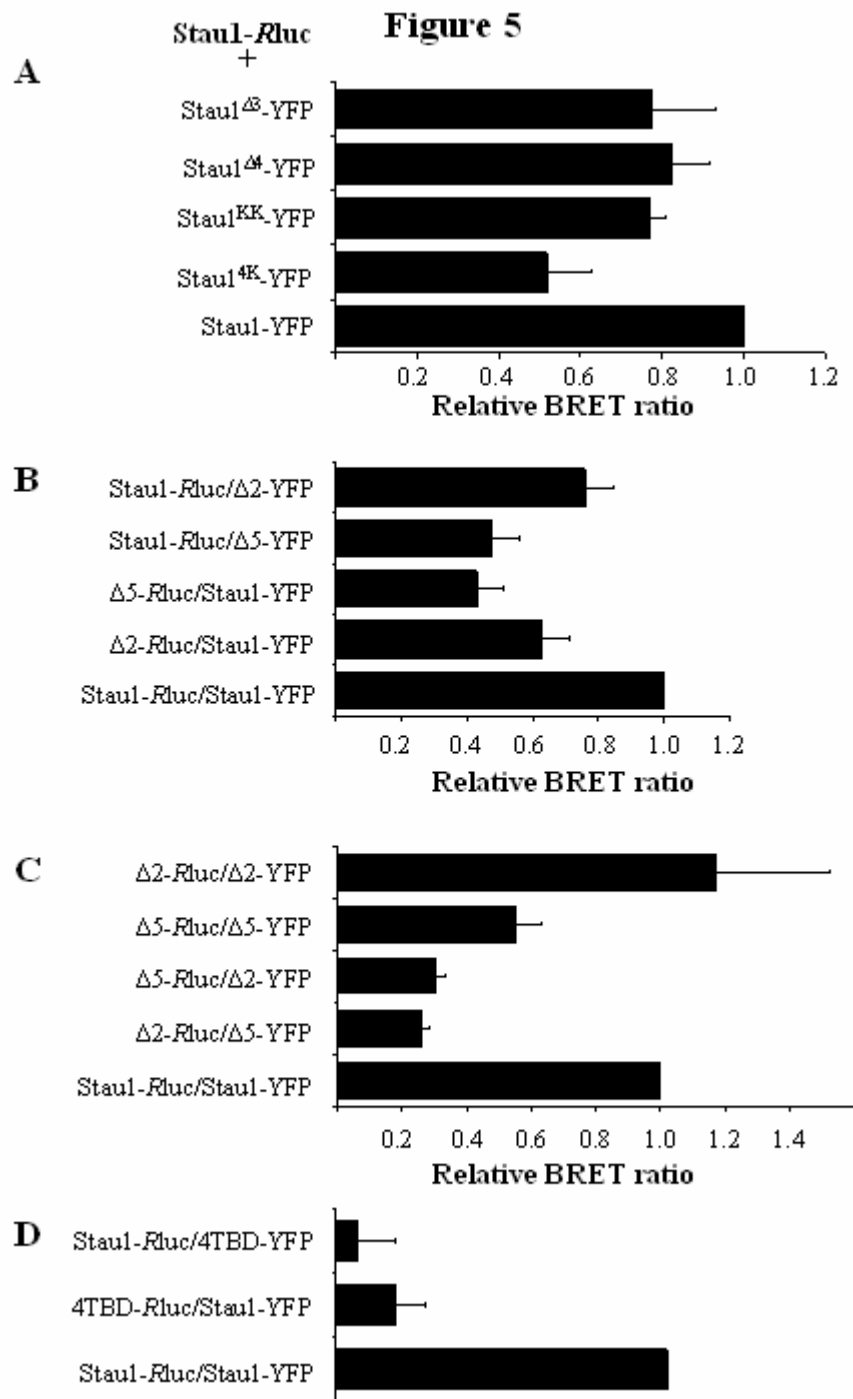 Figure 5
Stau1-Rluc
+
A
Stau1Δ3-YFP
Stau1Δ4-YFP
Stau1KK-YFP
Stau14K-YFP
Stau1-YFP
0.2 0.4 0.6 0.8 1.0 1.2
Relative BRET ratio
B
Stau1-Rluc/Δ2-YFP
Stau1-Rluc/Δ5-YFP
Δ5-Rluc/Stau1-YFP
Δ2-Rluc/Stau1-YFP
Stau1-Rluc/Stau1-YFP
0.2 0.4 0.6 0.8 1.0 1.2
Relative BRET ratio
C
Δ2-Rluc/Δ2-YFP
Δ5-Rluc/Δ5-YFP
Δ5-Rluc/Δ2-YFP
Δ2-Rluc/Δ5-YFP
Stau1-Rluc/Stau1-YFP
0.2 0.4 0.6 0.8 1.0 1.2 1.4
Relative BRET ratio
D
Stau1-Rluc/4TBD-YFP
4TBD-Rluc/Stau1-YFP
Stau1-Rluc/Stau1-YFP